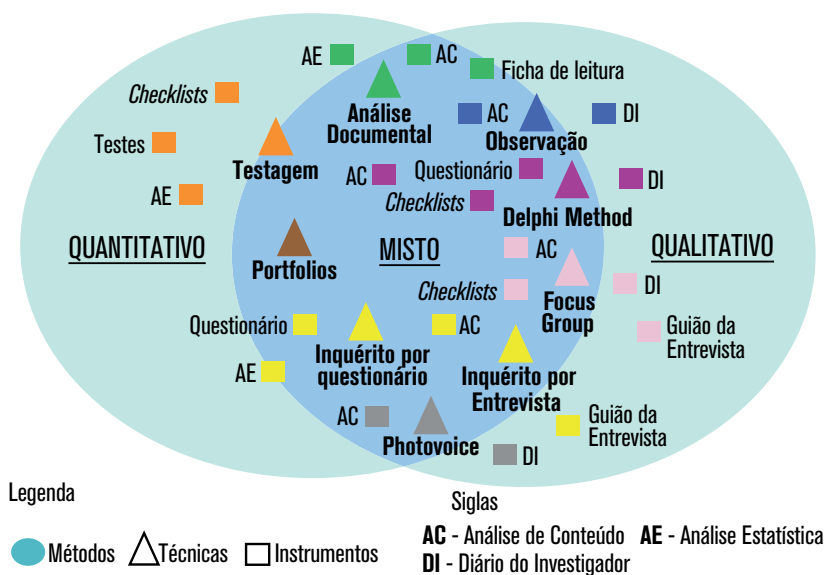 AE
AC
Ficha de leitura
Checklists
Análise
Documental
AC
Observação
DI
Testes
Testagem
AC
Questionário
DI
AE
Checklists
Delphi Method
QUANTITATIVO
MISTO
QUALITATIVO
AC
Portfolios
Checklists
Focus
Group
DI
Questionário
AC
Guião da
Entrevista
Inquérito por
questionário
AE
Inquérito por
Entrevista
AC
Photovoice
Guião da
Entrevista
DI
Legenda
Métodos
Técnicas
Instrumentos
Siglas
AC - Análise de Conteúdo AE - Análise Estatística
DI - Diário do Investigador